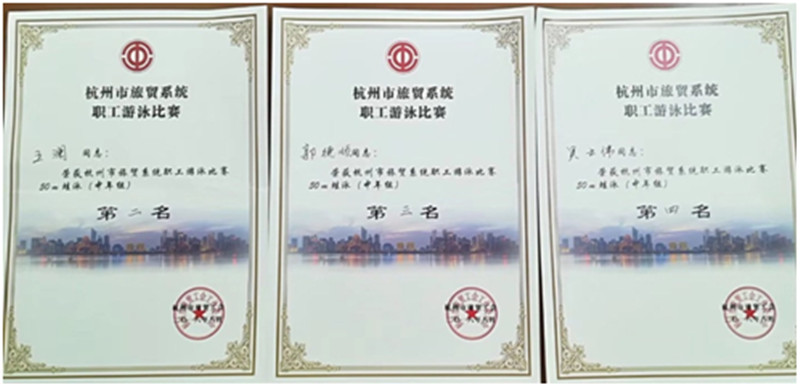 杭州市旅贸系统
职工游泳比赛
王澜 同志：
荣获杭州市旅贸系统职工游泳比赛
50m蛙泳（中年组）
第二名
杭州市旅贸系统
职工游泳比赛
郭 同志：
荣获杭州市旅贸系统职工游泳比赛
50m蛙泳（中年组）
第三名
杭州市旅贸系统
职工游泳比赛
吴云伟同志：
荣获杭州市旅贸系统职工游泳比赛
50m蛙泳（中年组）
第四名